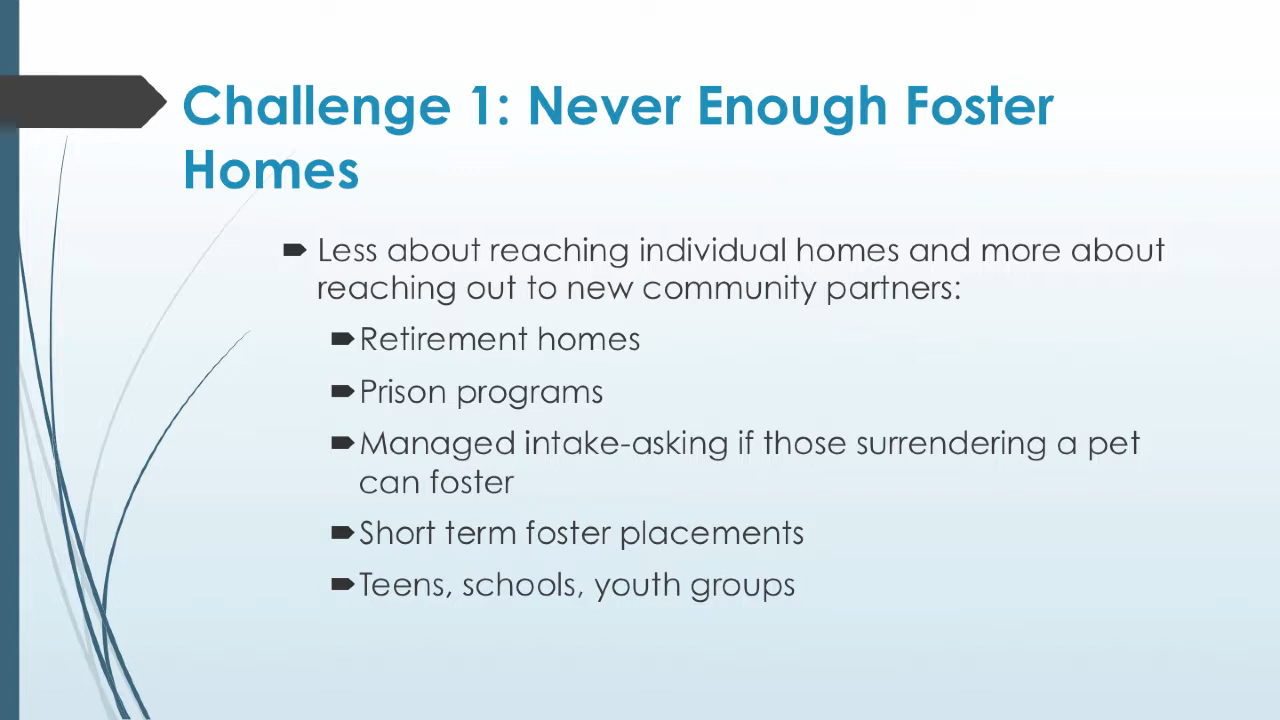 Challenge 1: Never Enough Foster
Homes
Less about reaching individual homes and more about
reaching out to new community partners:
Retirement homes
Prison programs
Managed intake-asking if those surrendering a pet
can foster
Short term foster placements
Teens, schools, youth groups